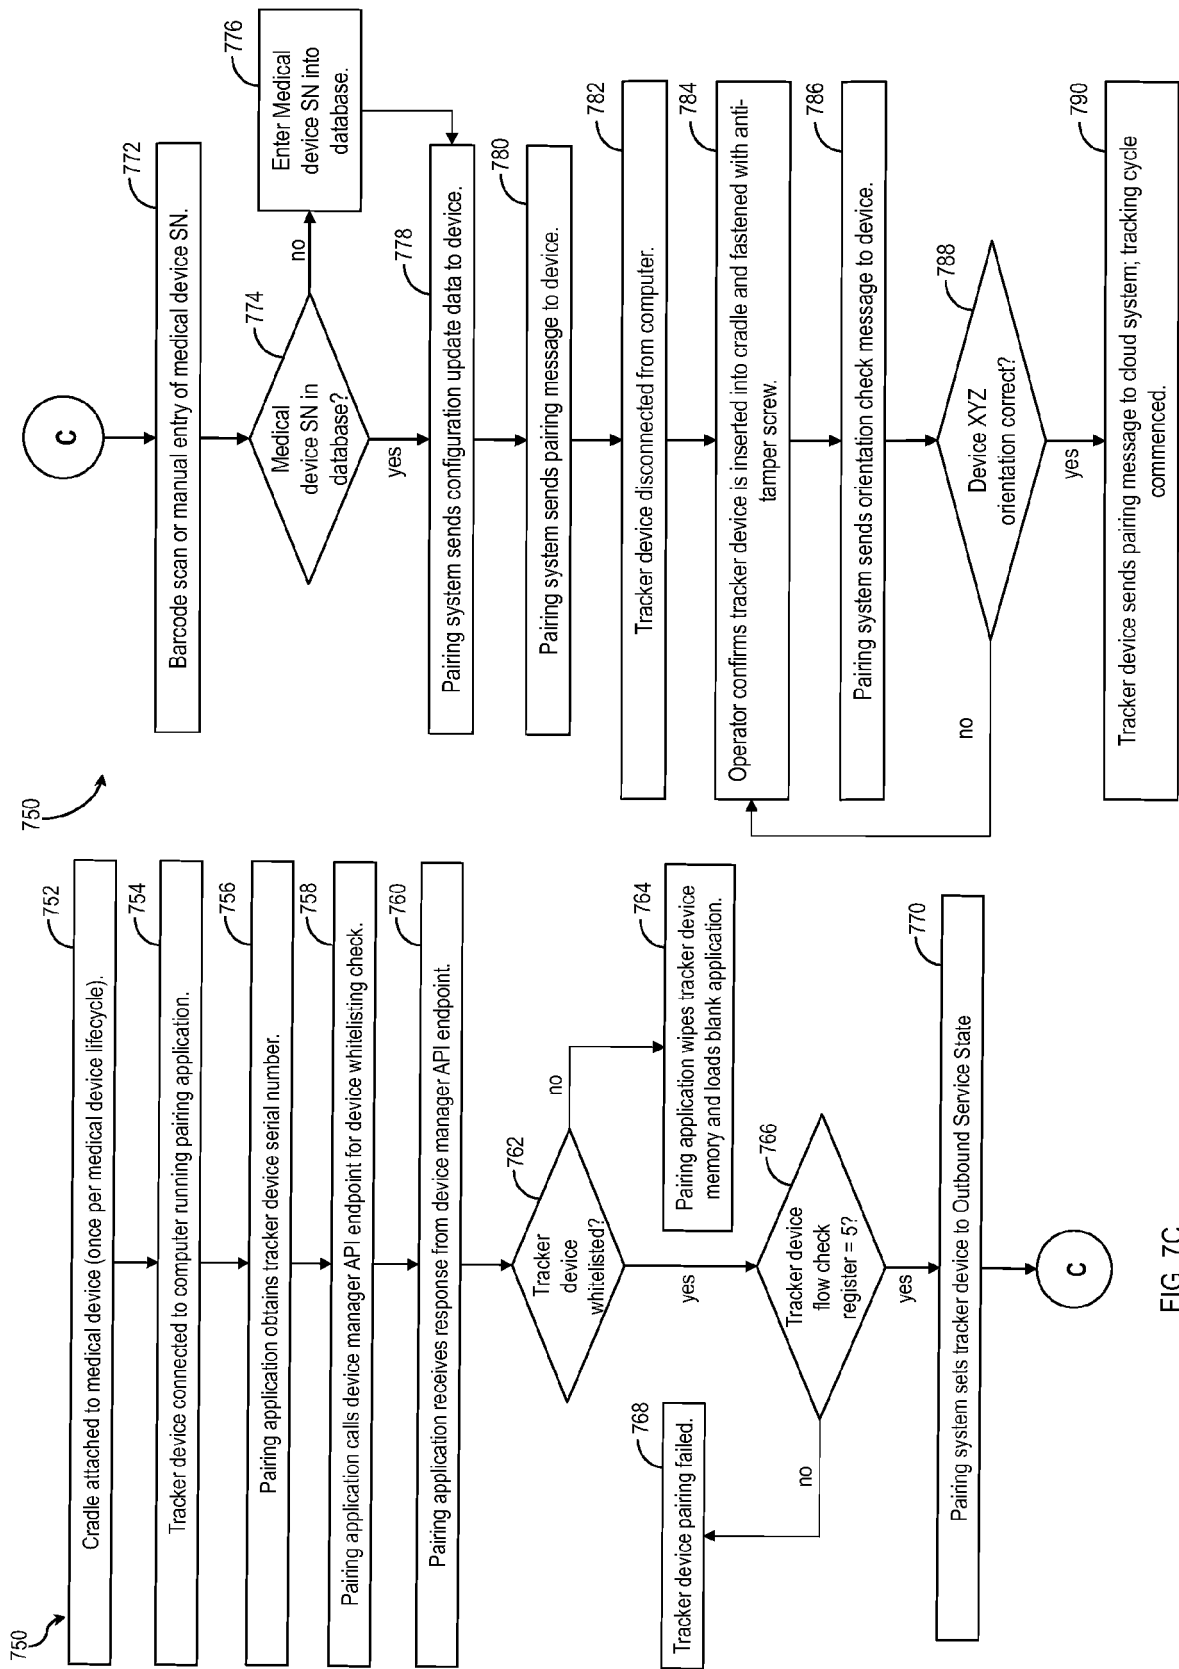 750
752
Cradle attached to medical device (once per medical device lifecycle).
754
Tracker device connected to computer running pairing application.
756
Pairing application obtains tracker device serial number.
758
Pairing application calls device manager API endpoint for device whitelisting check.
760
Pairing application receives response from device manager API endpoint.
762
Tracker
device
whitelisted?
no
764
Pairing application wipes tracker device
memory and loads blank application.
yes
766
Tracker device
flow check
register = 5?
no
768
Tracker device pairing failed.
yes
770
Pairing system sets tracker device to Outbound Service State
C
750
C
772
Barcode scan or manual entry of medical device SN.
774
Medical
device SN in
database?
no
776
Enter Medical
device SN into
database.
yes
778
Pairing system sends configuration update data to device.
780
Pairing system sends pairing message to device.
782
Tracker device disconnected from computer.
784
Operator confirms tracker device is inserted into cradle and fastened with anti-
tamper screw.
786
Pairing system sends orientation check message to device.
788
Device XYZ
orientation correct?
no
yes
790
Tracker device sends pairing message to cloud system; tracking cycle
commenced.
FIG. 7C